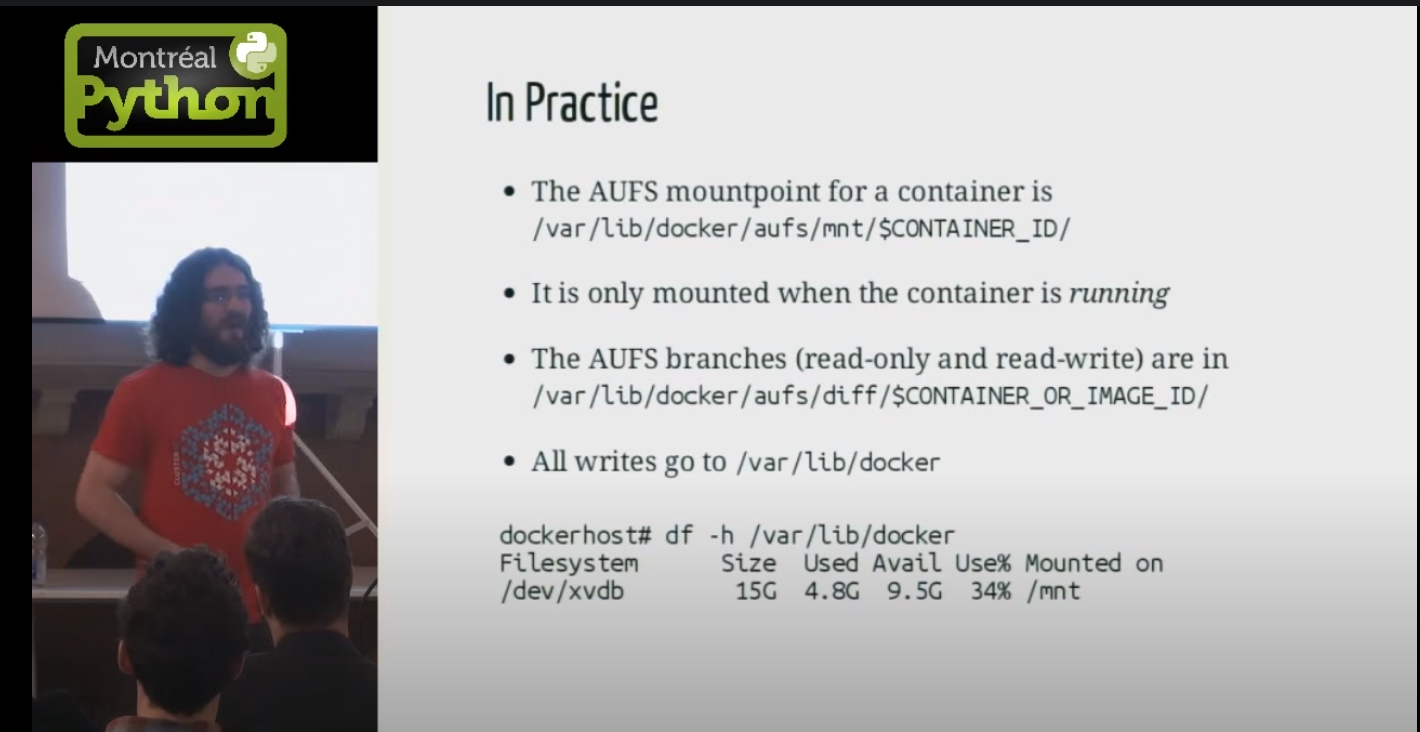 Montréal
Python
In Practice
• The AUFS mountpoint for a container is
/var/lib/docker/aufs/mnt/$CONTAINER_ID/
• It is only mounted when the container is running
• The AUFS branches (read-only and read-write) are in
/var/lib/docker/aufs/diff/$CONTAINER_OR_IMAGE_ID/
• All writes go to /var/lib/docker
dockerhost# df -h /var/lib/docker
Filesystem Size Used Avail Use% Mounted on
/dev/xvdb 15G 4.8G 9.5G 34% /mnt
CLUSTER